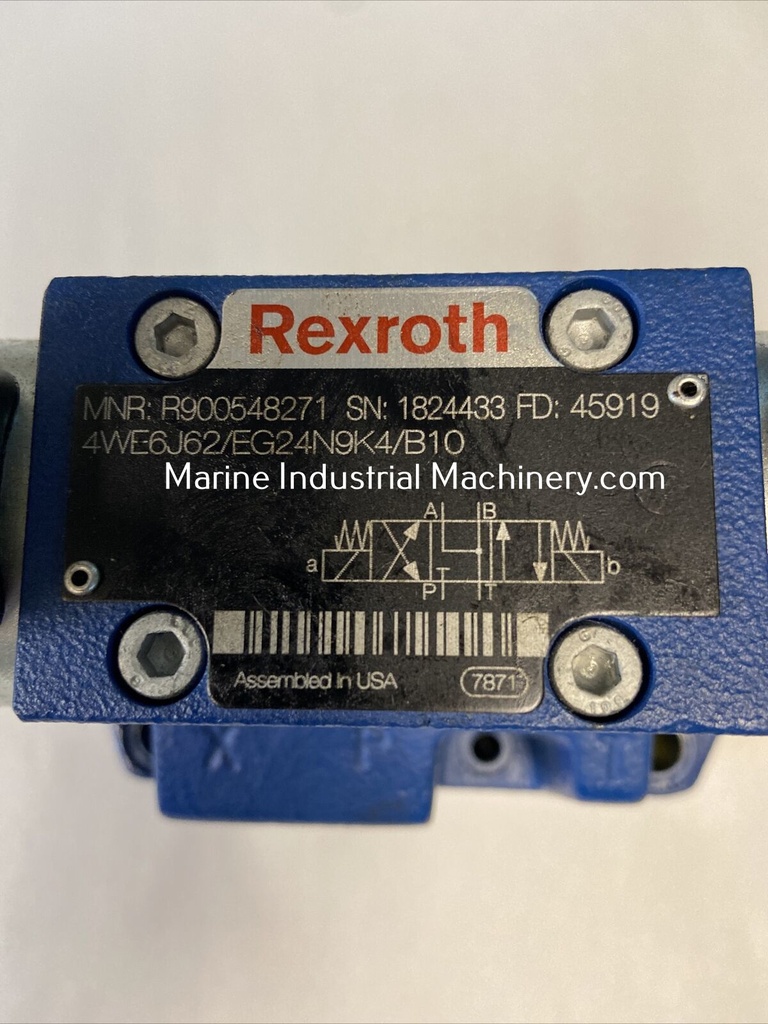 Rexroth
MNR: R900548271 SN: 1824433 FD: 45919
4WE6J62/EG24N9K4/B10
Marine Industrial Machinery.com
A B
a b
P T
Assembled In USA 7871